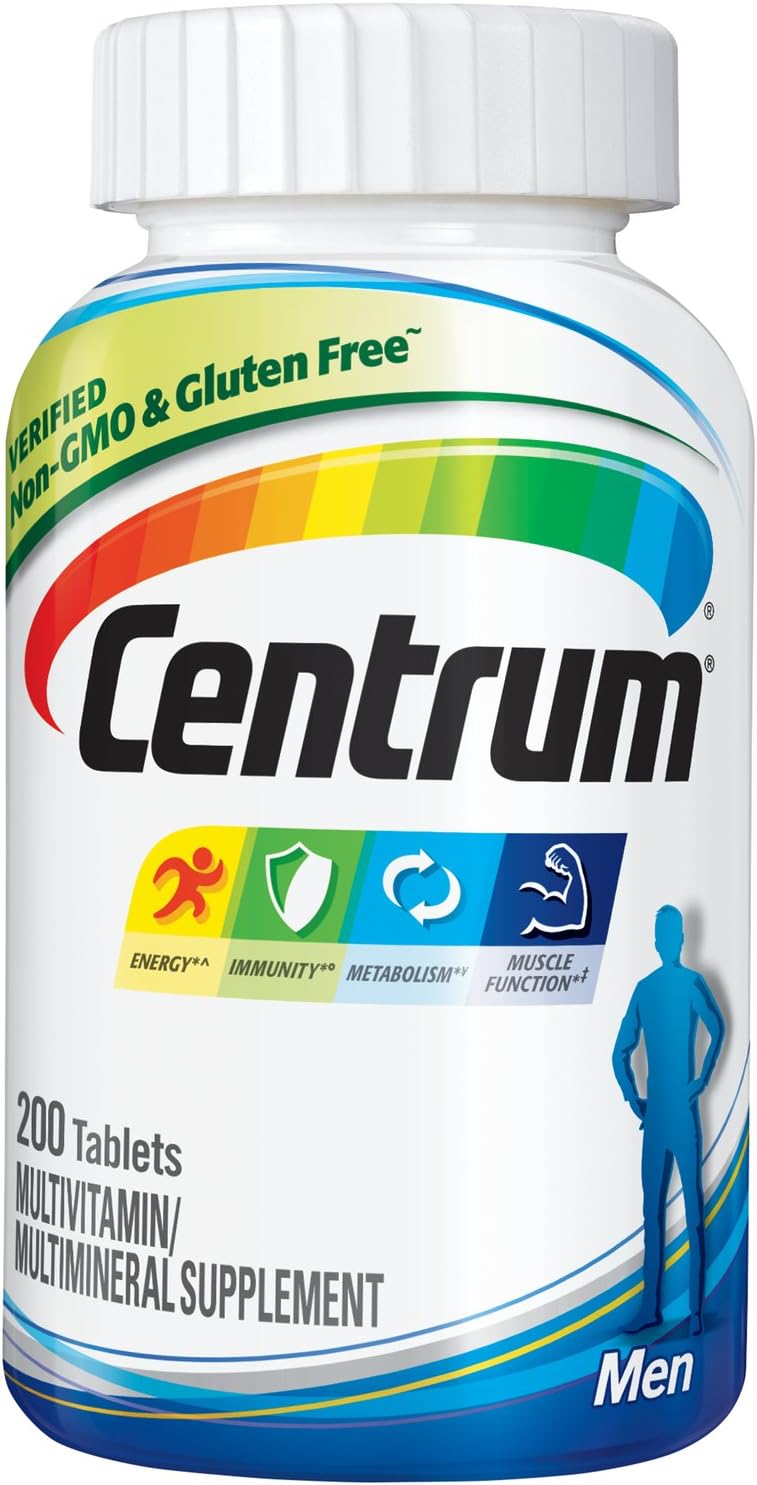 VERIFIED
Non-GMO & Gluten Free~
Centrum®
®
ENERGY*^
IMMUNITY*°
METABOLISM*¥
MUSCLE
FUNCTION*‡
200 Tablets
MULTIVITAMIN/
MULTIMINERAL SUPPLEMENT
Men